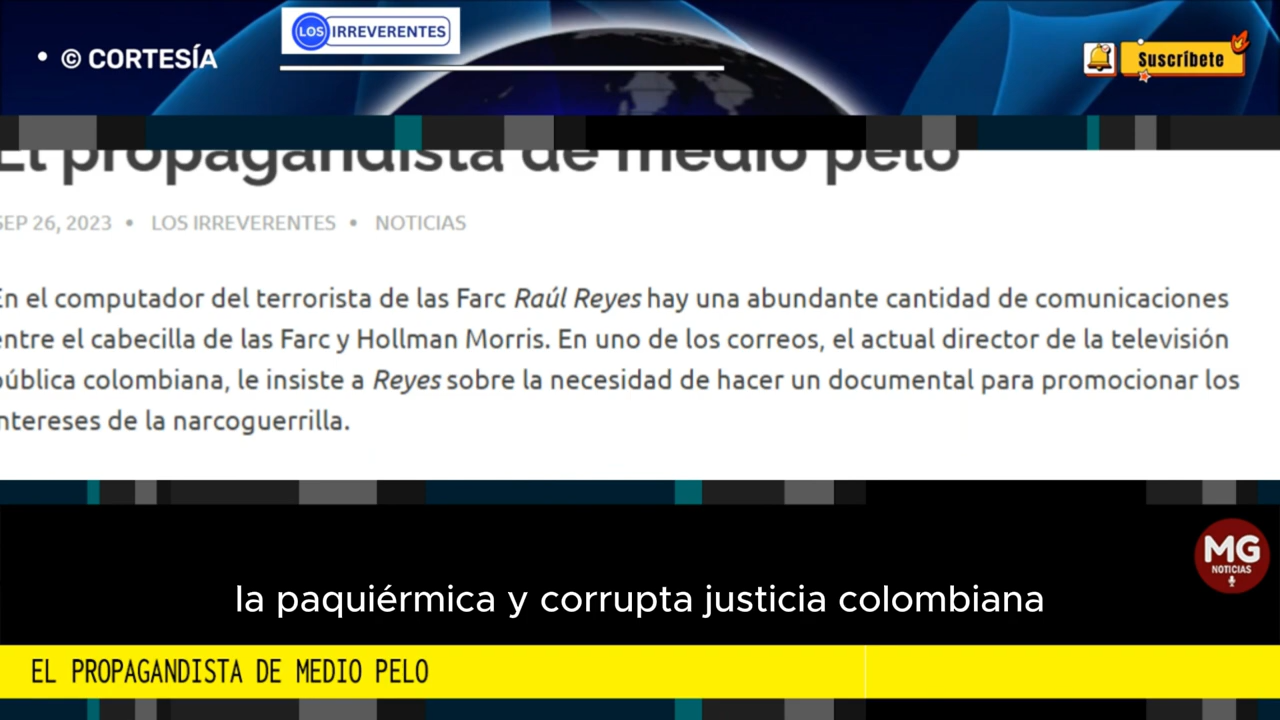 • © CORTESÍA
LOS IRREVERENTES
Suscríbete
El propagandista de medio pelo
SEP 26, 2023 • LOS IRREVERENTES • NOTICIAS
En el computador del terrorista de las Farc Raúl Reyes hay una abundante cantidad de comunicaciones
entre el cabecilla de las Farc y Hollman Morris. En uno de los correos, el actual director de la televisión
pública colombiana, le insiste a Reyes sobre la necesidad de hacer un documental para promocionar los
intereses de la narcoguerrilla.
MG
NOTICIAS
la paquiérmica y corrupta justicia colombiana
EL PROPAGANDISTA DE MEDIO PELO